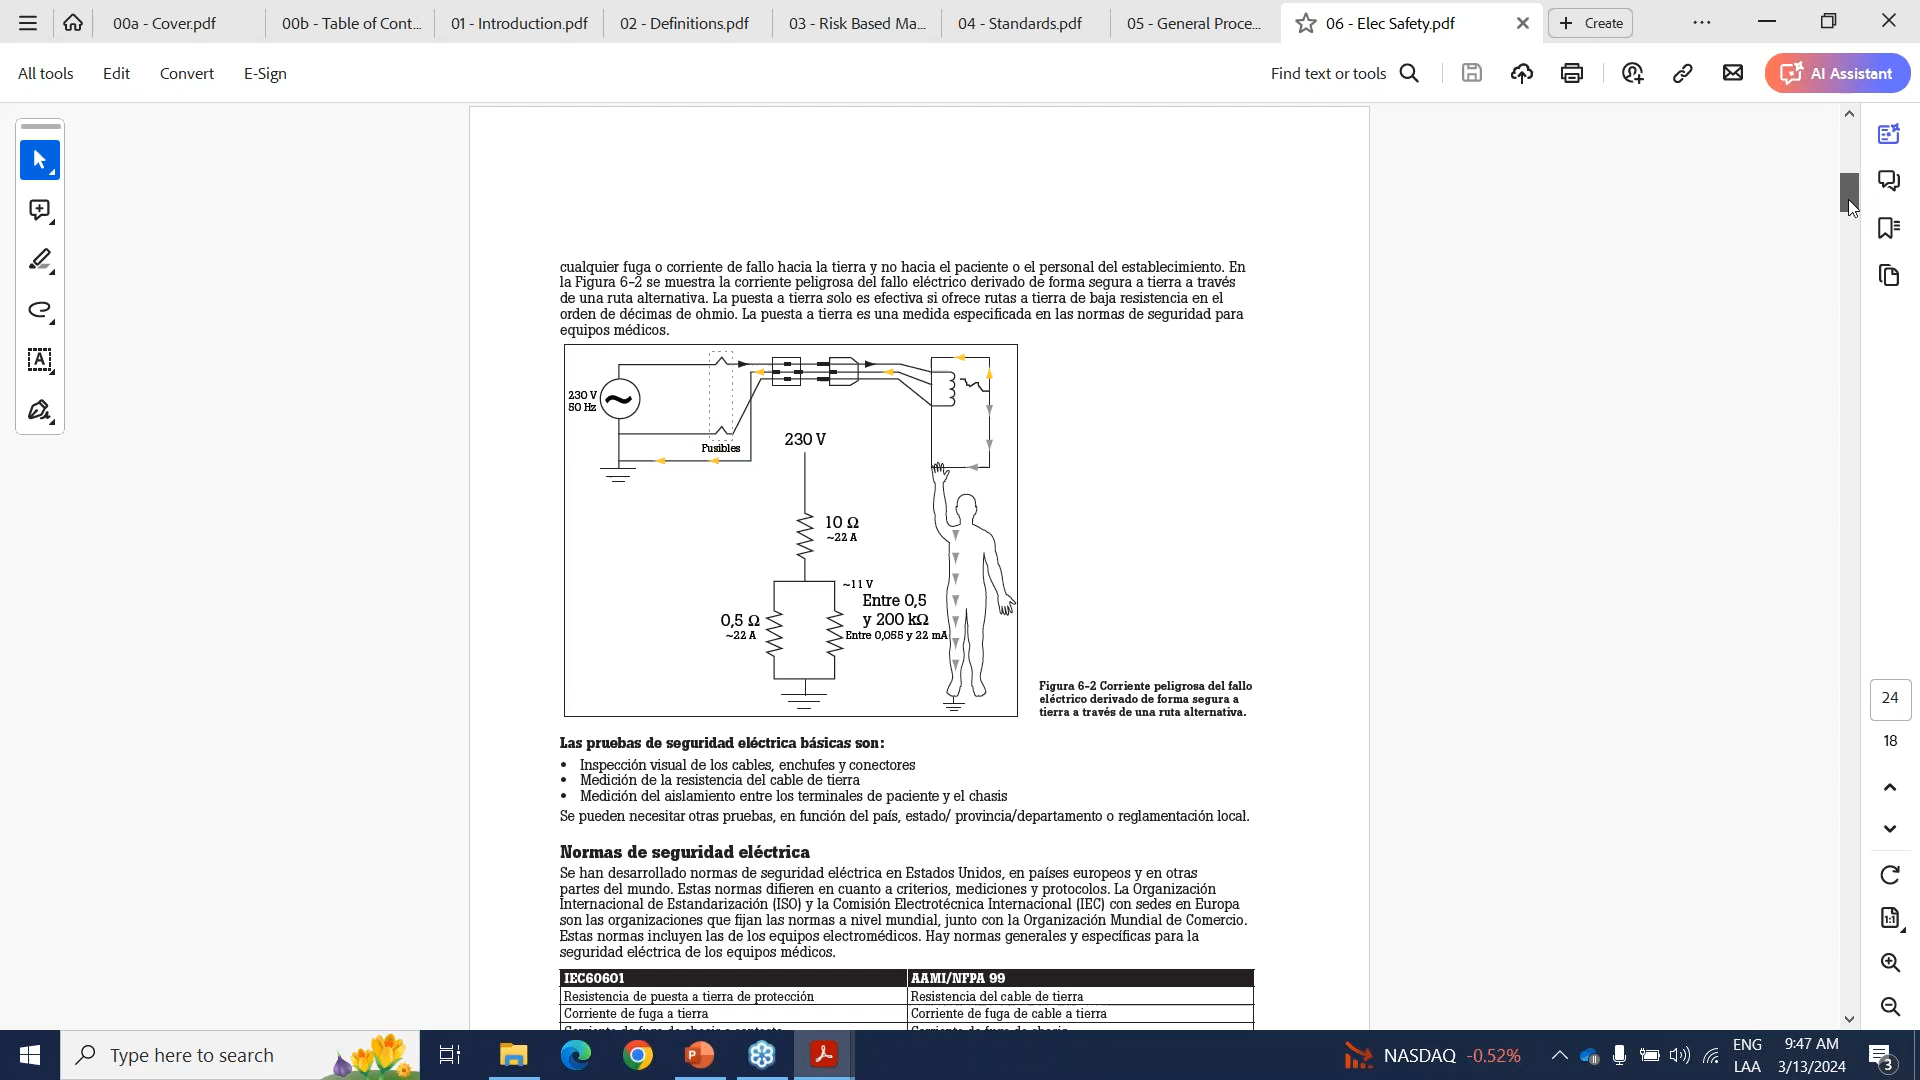 00a - Cover.pdf
00b - Table of Cont...
01 - Introduction.pdf
02 - Definitions.pdf
03 - Risk Based Ma...
04 - Standards.pdf
05 - General Proce...
06 - Elec Safety.pdf
Create
All tools
Edit
Convert
E-Sign
Find text or tools
AI Assistant
cualquier fuga o corriente de fallo hacia la tierra y no hacia el paciente o el personal del establecimiento. En
la Figura 6-2 se muestra la corriente peligrosa del fallo eléctrico derivado de forma segura a tierra a través
de una ruta alternativa. La puesta a tierra solo es efectiva si ofrece rutas a tierra de baja resistencia en el
orden de décimas de ohmio. La puesta a tierra es una medida especificada en las normas de seguridad para
equipos médicos.
230 V
50 Hz
Fusibles
230 V
10 Ω
~22 A
~11 V
0,5 Ω
~22 A
Entre 0,5
y 200 kΩ
Entre 0,055 y 22 mA
Figura 6-2 Corriente peligrosa del fallo
eléctrico derivado de forma segura a
tierra a través de una ruta alternativa.
Las pruebas de seguridad eléctrica básicas son:
• Inspección visual de los cables, enchufes y conectores
• Medición de la resistencia del cable de tierra
• Medición del aislamiento entre los terminales de paciente y el chasis
Se pueden necesitar otras pruebas, en función del país, estado/ provincia/departamento o reglamentación local.
Normas de seguridad eléctrica
Se han desarrollado normas de seguridad eléctrica en Estados Unidos, en países europeos y en otras
partes del mundo. Estas normas difieren en cuanto a criterios, mediciones y protocolos. La Organización
Internacional de Estandarización (ISO) y la Comisión Electrotécnica Internacional (IEC) con sedes en Europa
son las organizaciones que fijan las normas a nivel mundial, junto con la Organización Mundial de Comercio.
Estas normas incluyen las de los equipos electromédicos. Hay normas generales y específicas para la
seguridad eléctrica de los equipos médicos.
IEC60601
AAMI/NFPA 99
Resistencia de puesta a tierra de protección
Resistencia del cable de tierra
Corriente de fuga a tierra
Corriente de fuga de cable a tierra
24
18
1:1
Type here to search
NASDAQ -0.52%
ENG
LAA
9:47 AM
3/13/2024
3